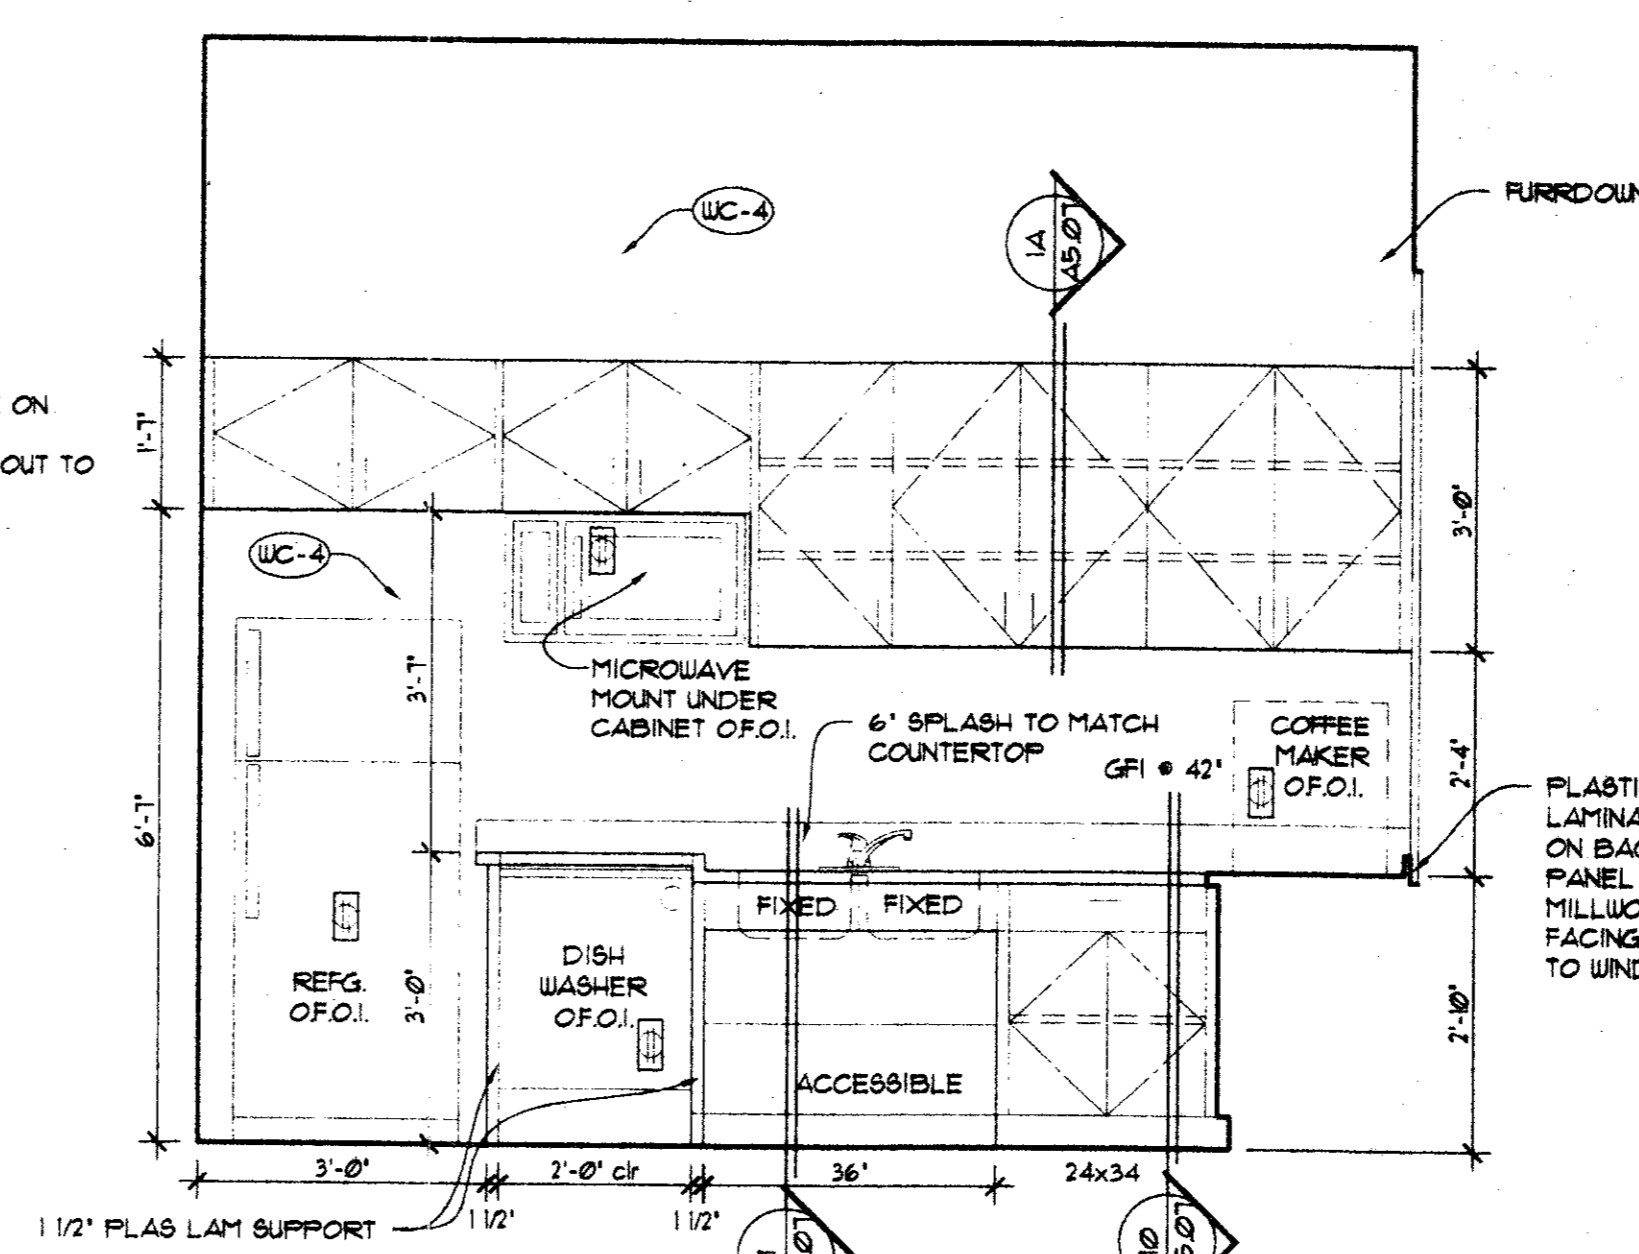 WC-4
1A
A5.07
FURRDOWN
ON
OUT TO
1'-7"
3'-0"
WC-4
3'-7"
MICROWAVE
MOUNT UNDER
CABINET O.F.O.I.
6" SPLASH TO MATCH
COUNTERTOP
GFI @ 42"
COFFEE
MAKER
O.F.O.I.
2'-4"
6'-7"
PLASTI
LAMINA
ON BAC
PANEL
MILLWO
FACING
TO WIND
FIXED
FIXED
REFG.
O.F.O.I.
3'-0"
DISH
WASHER
O.F.O.I.
2'-10"
ACCESSIBLE
3'-0"
2'-0" clr
36"
24x34
1 1/2" PLAS LAM SUPPORT
1 1/2"
1 1/2"